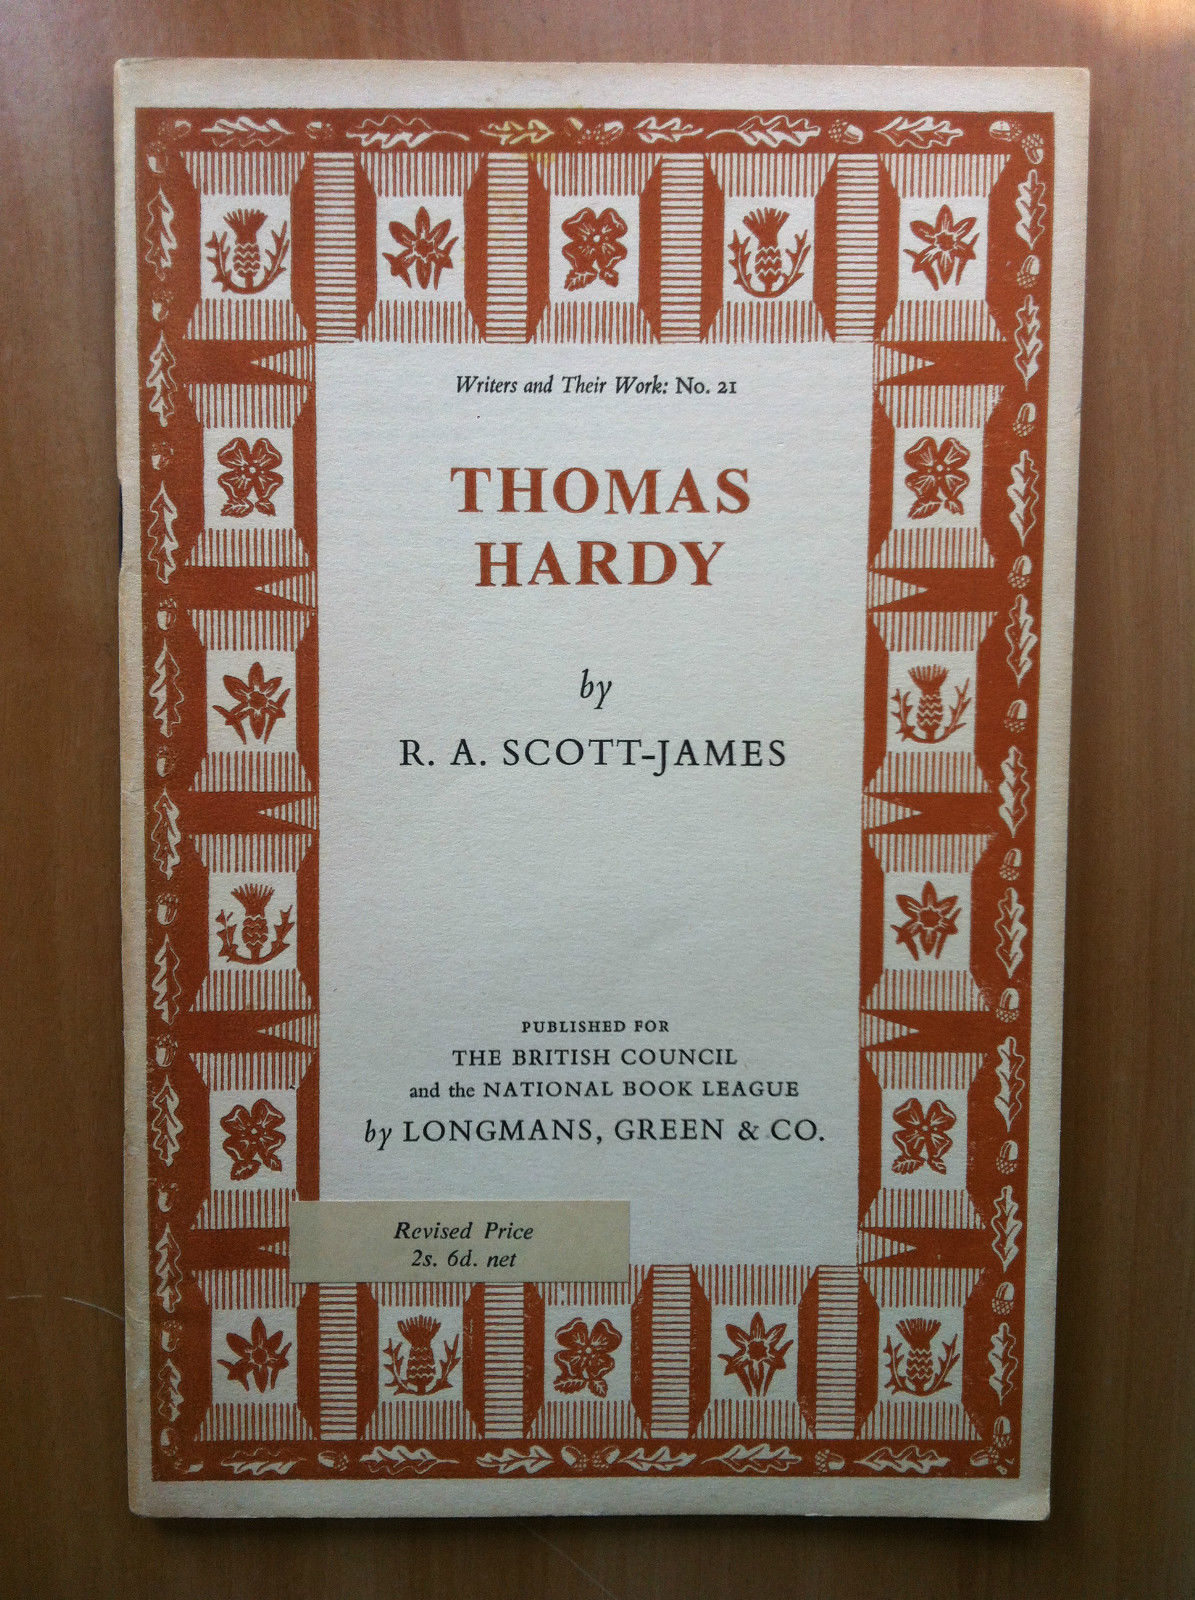 Writers and Their Work: No. 21
THOMAS
HARDY
by
R. A. SCOTT-JAMES
PUBLISHED FOR
THE BRITISH COUNCIL
and the NATIONAL BOOK LEAGUE
by LONGMANS, GREEN & CO.
Revised Price
2s. 6d. net